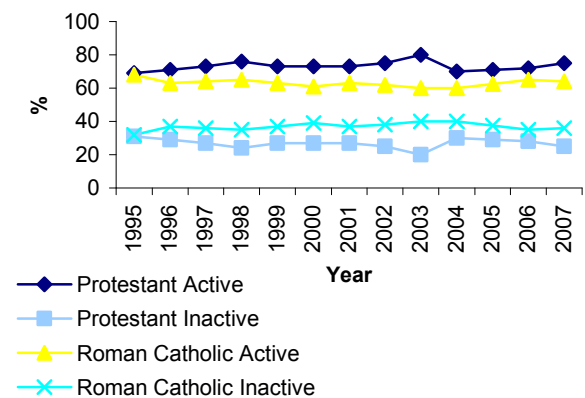 100
80
60
40
20
0
%
1995 1996 1997 1998 1999 2000 2001 2002 2003 2004 2005 2006 2007
Year
Protestant Active
Protestant Inactive
Roman Catholic Active
Roman Catholic Inactive